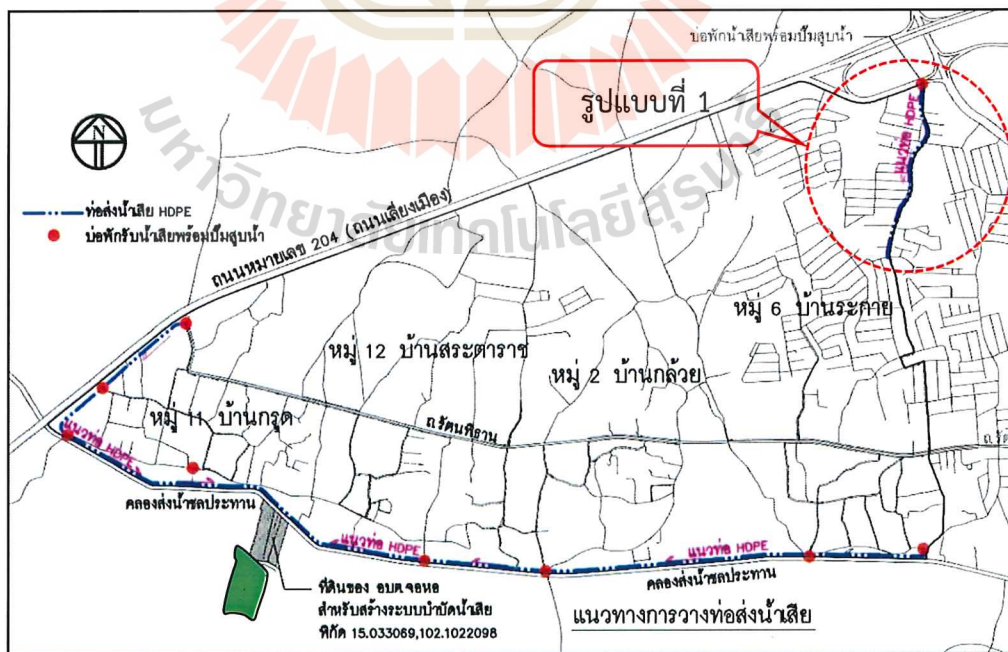 บ่อพักน้ำเสียพร้อมปั๊มสูบน้ำ
รูปแบบที่ 1
แนวท่อ HDPE
N
มหาวิทยาลัยเทคโนโลยีสุรนารี
ท่อส่งน้ำเสีย HDPE
บ่อพักรับน้ำเสียพร้อมปั๊มสูบน้ำ
ถนนหมายเลข 204 (ถนนเลี่ยงเมือง)
หมู่ 6 บ้านระกาย
หมู่ 12 บ้านสระตาราช
หมู่ 2 บ้านกล้วย
หมู่ 11 บ้านกรูด
ถ.รัตนพิธาน
แนวท่อ HDPE
คลองส่งน้ำชลประทาน
แนวท่อ HDPE
แนวท่อ HDPE
คลองส่งน้ำชลประทาน
ที่ดินของ อบต.จอหอ
สำหรับสร้างระบบบำบัดน้ำเสีย
พิกัด 15.033069,102.1022098
แนวทางการวางท่อส่งน้ำเสีย